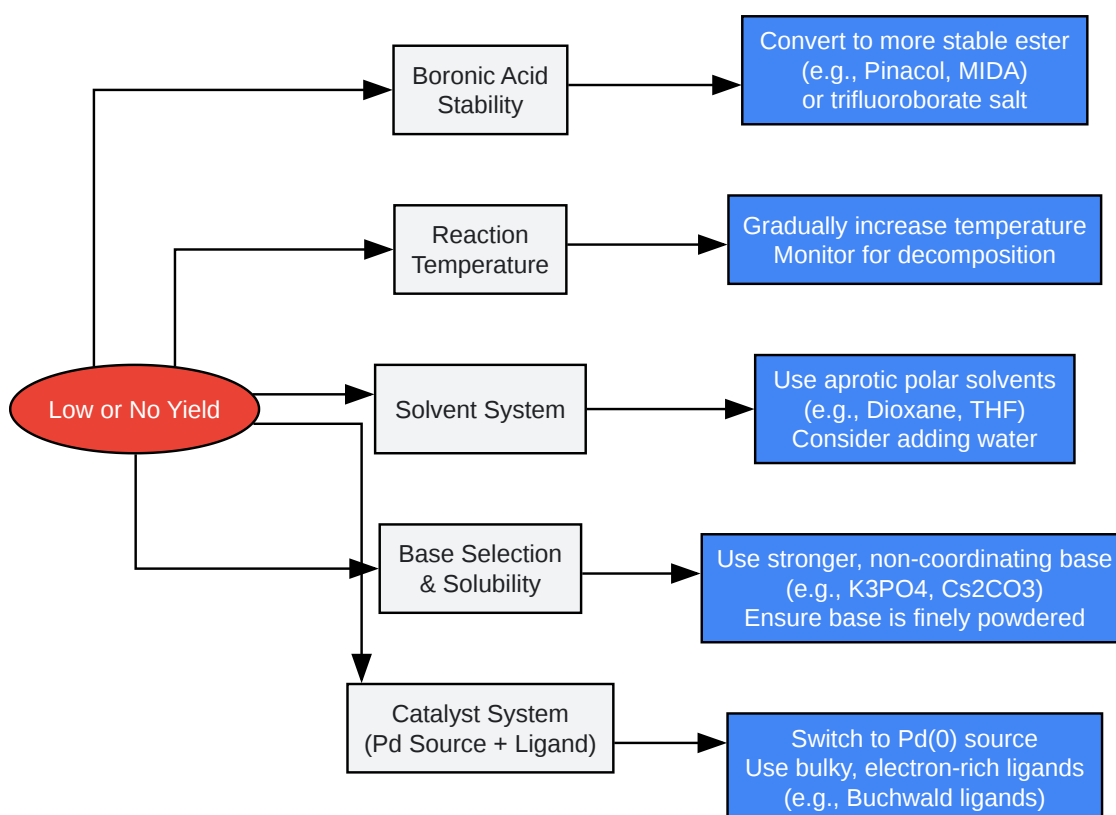 Boronic Acid
Stability
Convert to more stable ester
(e.g., Pinacol, MIDA)
or trifluoroborate salt
Reaction
Temperature
Gradually increase temperature
Monitor for decomposition
Low or No Yield
Solvent System
Use aprotic polar solvents
(e.g., Dioxane, THF)
Consider adding water
Base Selection
& Solubility
Use stronger, non-coordinating base
(e.g., K3PO4, Cs2CO3)
Ensure base is finely powdered
Catalyst System
(Pd Source + Ligand)
Switch to Pd(0) source
Use bulky, electron-rich ligands
(e.g., Buchwald ligands)